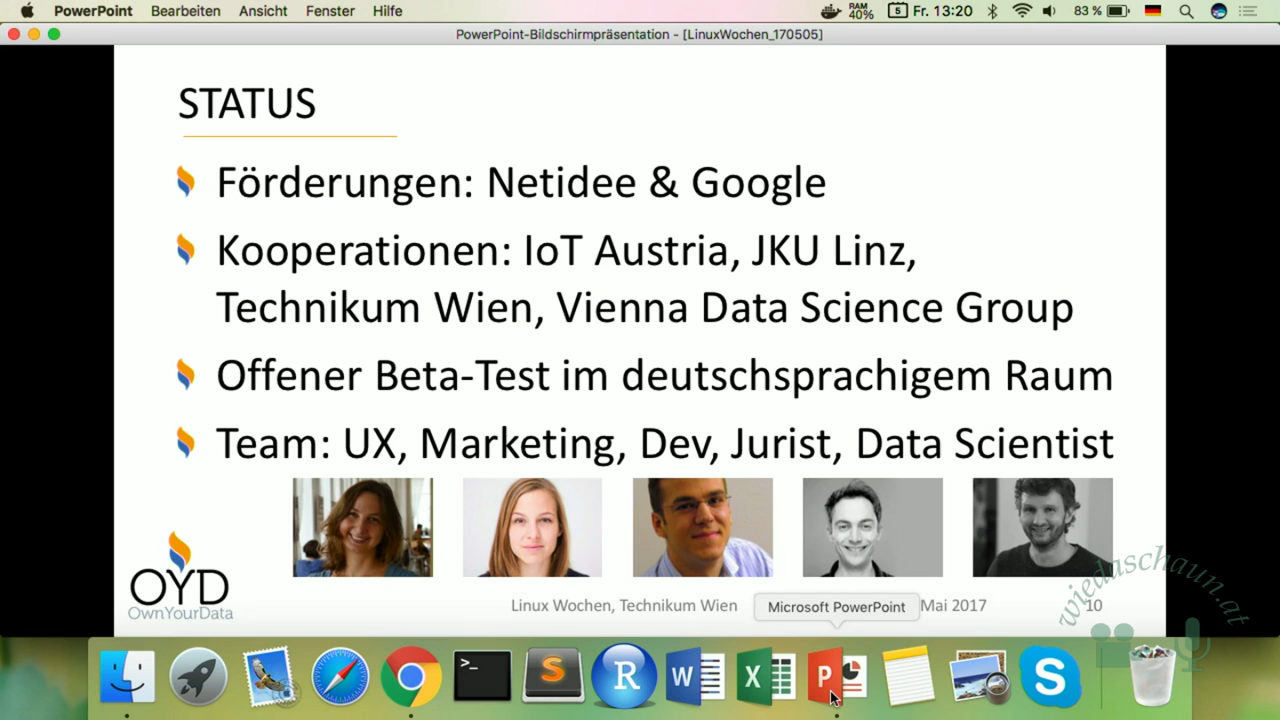 PowerPoint Bearbeiten Ansicht Fenster Hilfe RAM 40% 5 Fr. 13:20 83 %
PowerPoint-Bildschirmpräsentation - [LinuxWochen_170505]
STATUS
Förderungen: Netidee & Google
Kooperationen: IoT Austria, JKU Linz,
Technikum Wien, Vienna Data Science Group
Offener Beta-Test im deutschsprachigem Raum
Team: UX, Marketing, Dev, Jurist, Data Scientist
OYD
OwnYourData
Linux Wochen, Technikum Wien
Microsoft PowerPoint
Mai 2017
10
wiedaschaun.at
>_
S
R
W
X
P
S